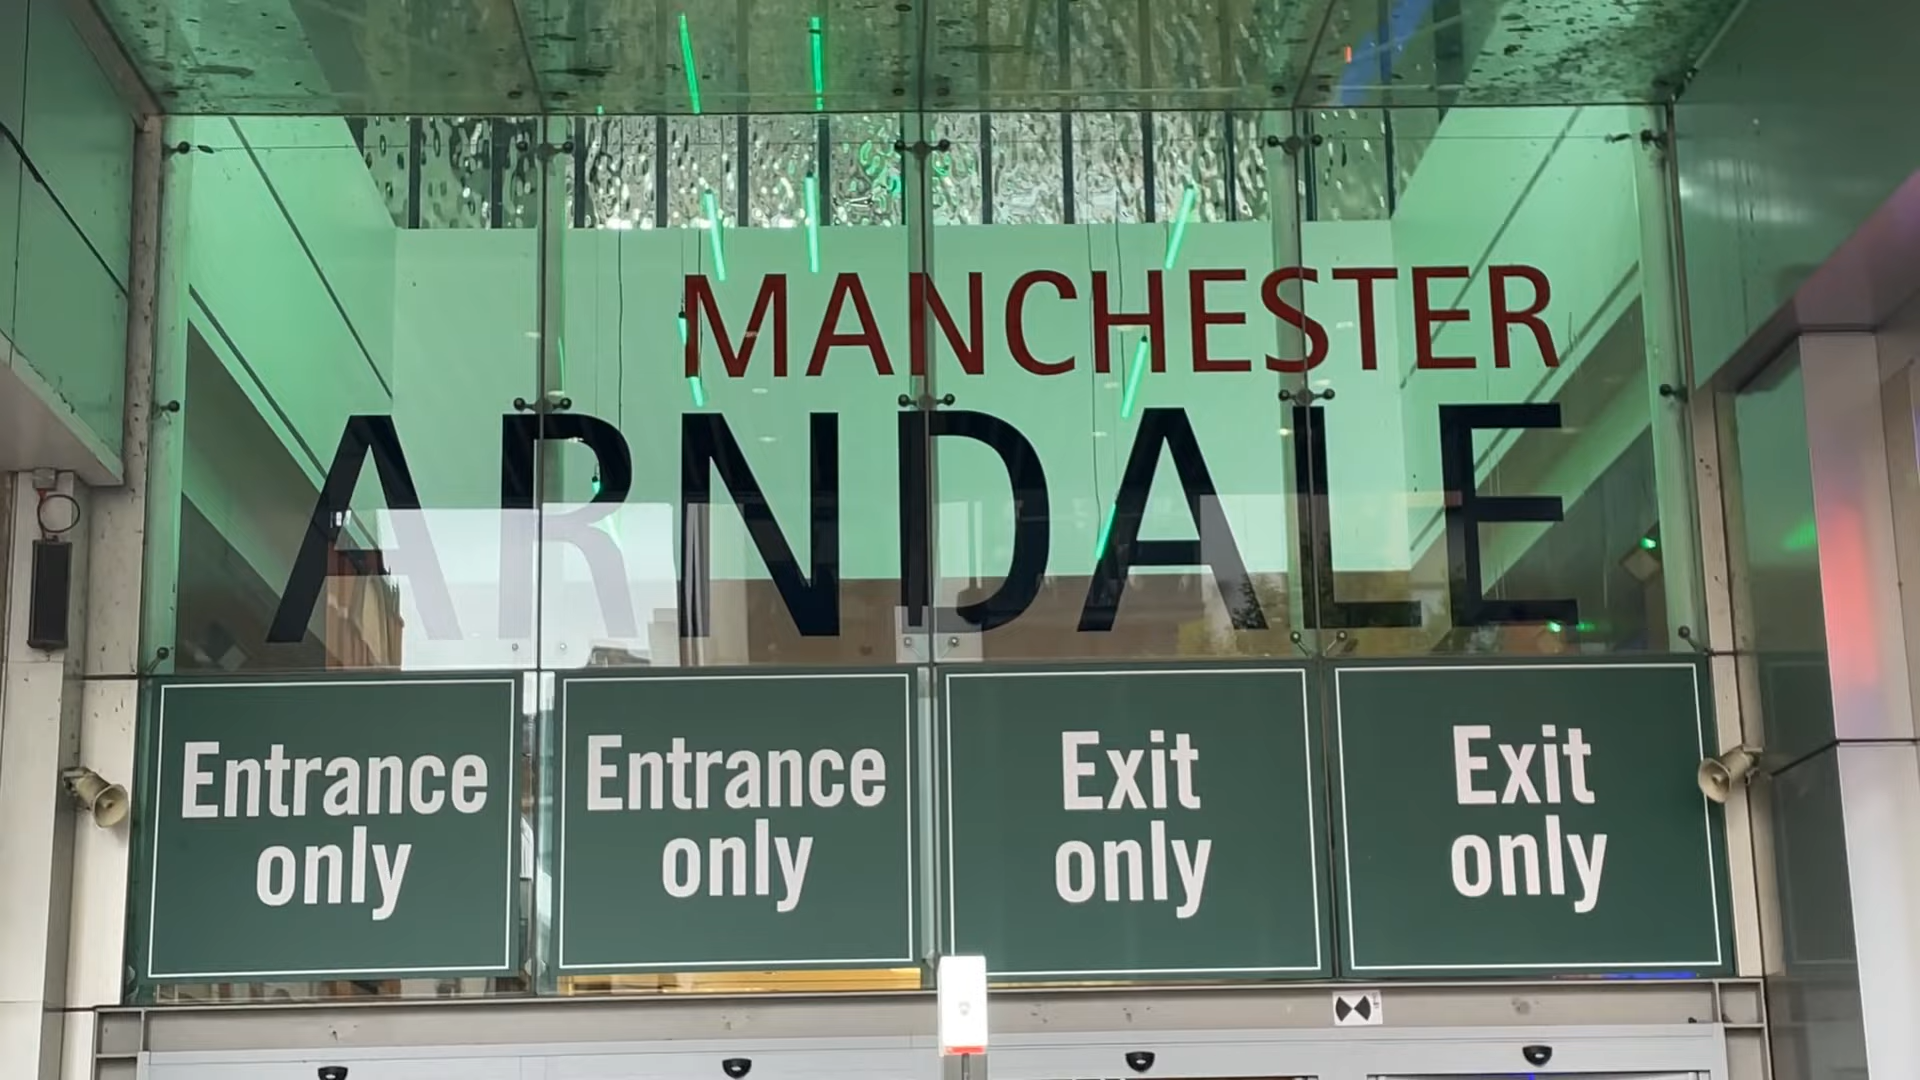 MANCHESTER
ARNDALE
Entrance
only
Entrance
only
Exit
only
Exit
only